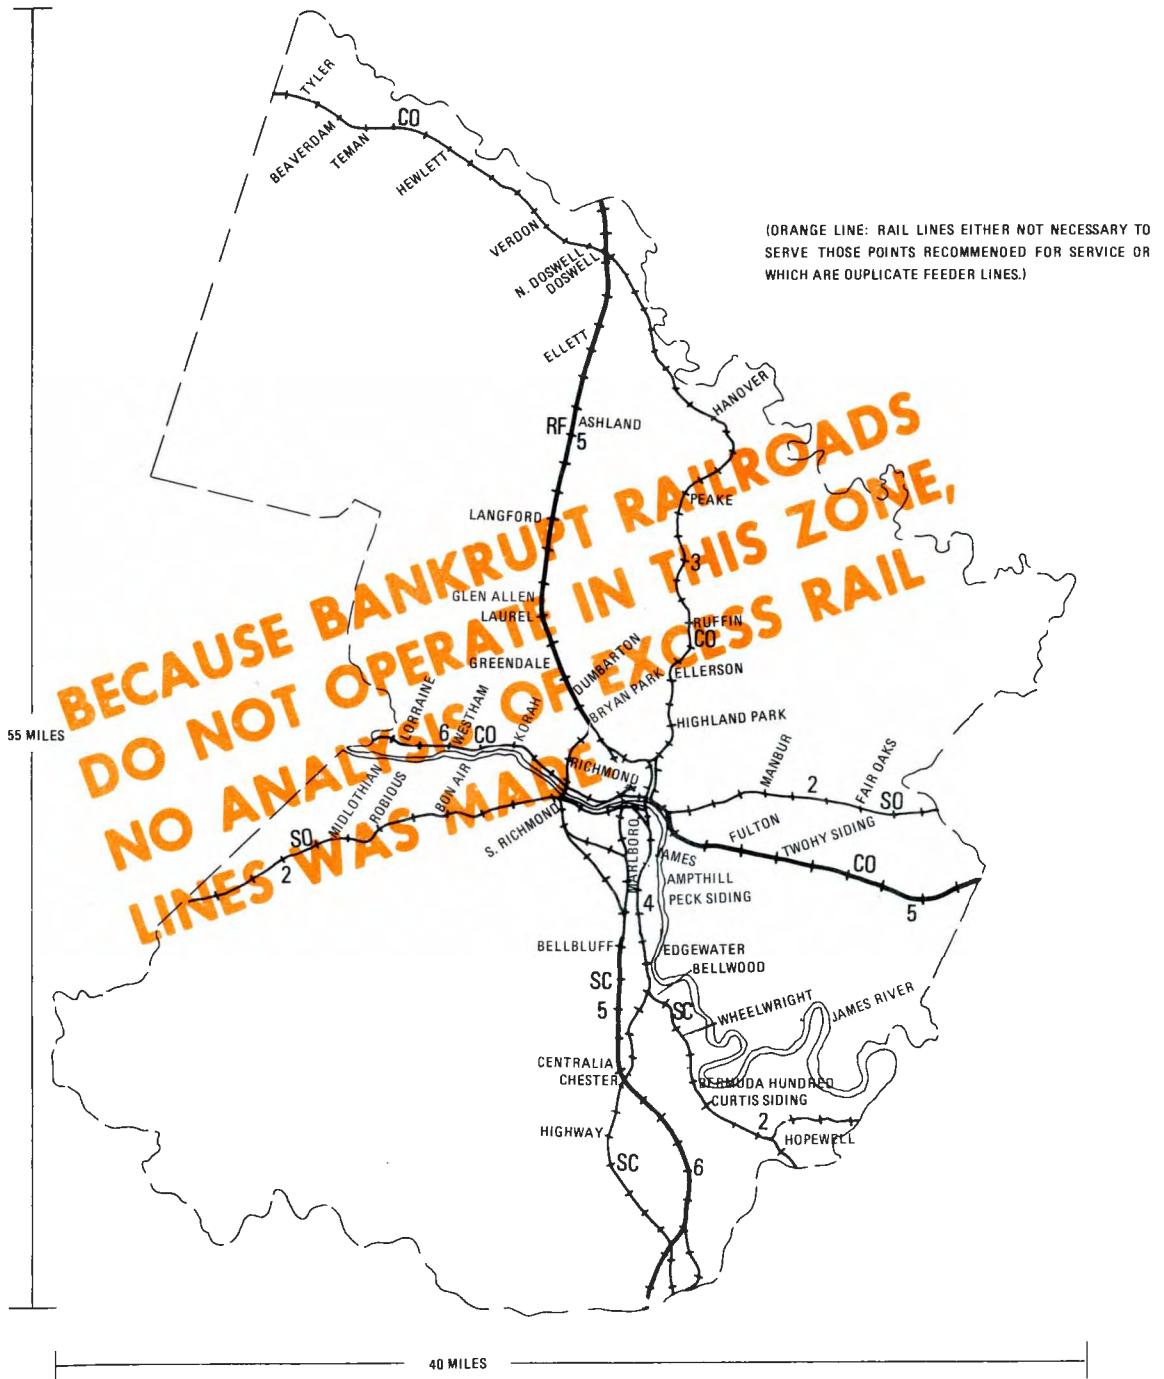 TYLER
CO
BEAVERDAM
TEMAN
HEWLETT
VERDON
N. DOSWELL
DOSWELL
(ORANGE LINE: RAIL LINES EITHER NOT NECESSARY TO
SERVE THOSE POINTS RECOMMENDED FOR SERVICE OR
WHICH ARE DUPLICATE FEEDER LINES.)
ELLETT
HANOVER
RF
5
ASHLAND
BECAUSE BANKRUPT RAILROADS
DO NOT OPERATE IN THIS ZONE,
NO ANALYSIS OF EXCESS RAIL
LINES WAS MADE
PEAKE
LANGFORD
3
GLEN ALLEN
LAUREL
RUFFIN
CO
GREENDALE
DUMBARTON
BRYAN PARK
ELLERSON
HIGHLAND PARK
55 MILES
LORRAINE
6
WESTHAM
CO
KORAH
RICHMOND
MANBUR
2
FAIR OAKS
SO
MIDLOTHIAN
ROBIOUS
BON AIR
SO
2
S. RICHMOND
MARLBORO
FULTON
TWOHY SIDING
CO
5
JAMES
AMPTHILL
PECK SIDING
4
BELLBLUFF
EDGEWATER
BELLWOOD
SC
5
SC
WHEELWRIGHT
JAMES RIVER
CENTRALIA
CHESTER
BERMUDA HUNDRED
CURTIS SIDING
2
HIGHWAY
HOPEWELL
SC
6
40 MILES